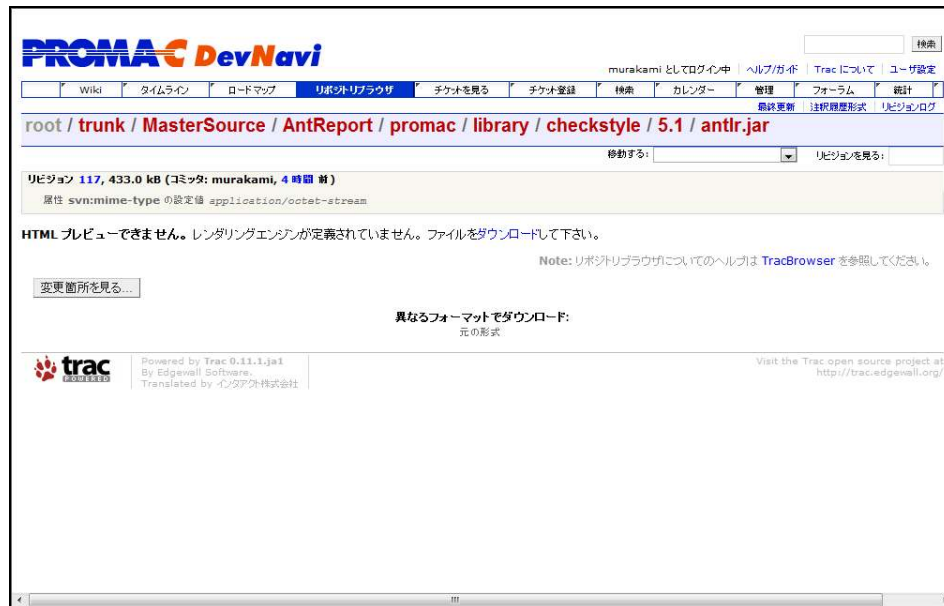 PROMAC DevNavi
検索
murakami としてログイン中 ヘルプ/ガイド Trac について ユーザ設定
Wiki タイムライン ロードマップ リポジトリブラウザ チケットを見る チケット登録 検索 カレンダー 管理 フォーラム 統計
最終更新 注釈履歴形式 リビジョンログ
root / trunk / MasterSource / AntReport / promac / library / checkstyle / 5.1 / antlr.jar
移動する: リビジョンを見る:
リビジョン 117, 433.0 kB (コミッタ: murakami, 4 時間 前)
属性 svn:mime-type の設定値 application/octet-stream
HTML プレビューできません。レンダリングエンジンが定義されていません。ファイルをダウンロードして下さい。
Note: リポジトリブラウザについてのヘルプは TracBrowser を参照してください。
変更箇所を見る...
異なるフォーマットでダウンロード:
元の形式
trac POWERED
Powered by Trac 0.11.1.ja1
By Edgewall Software.
Translated by インタアクト株式会社
Visit the Trac open source project at
http://trac.edgewall.org/